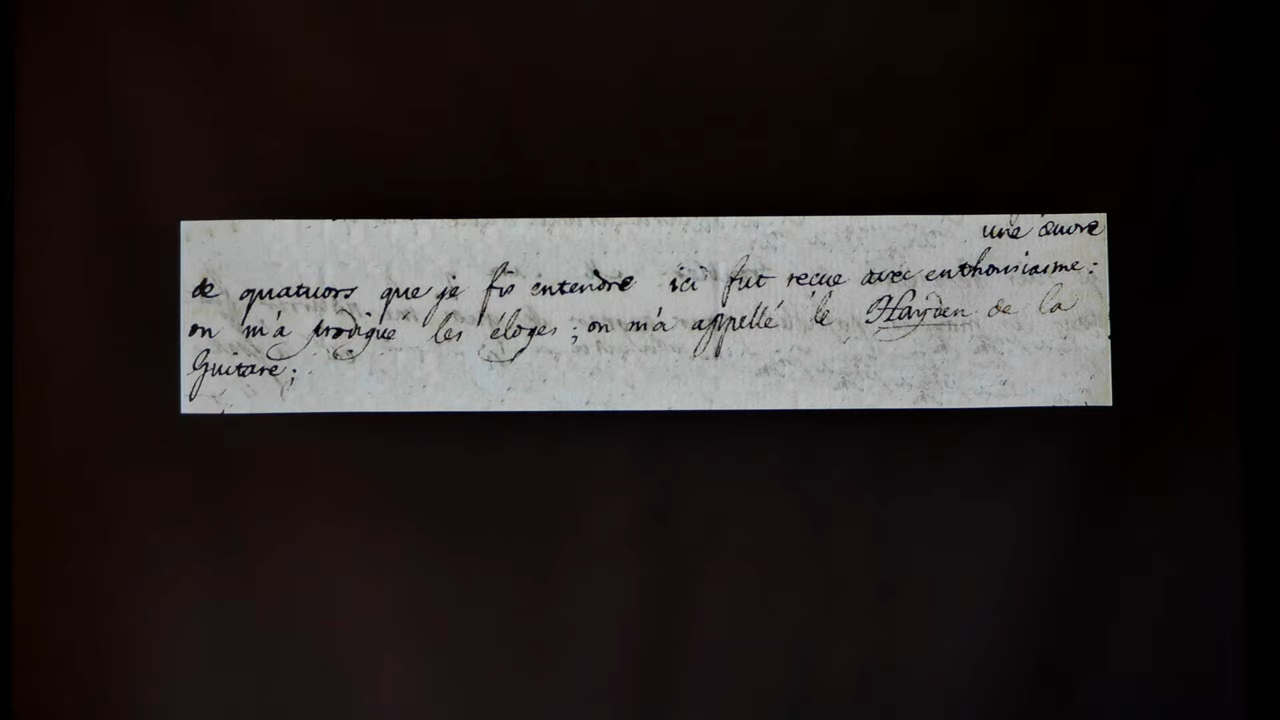 une œuvre
de quatuors que je fis entendre ici fut recue avec enthousiasme:
on m'a prodigué les éloges; on m'a appellé le Hayden de la
Guitare;